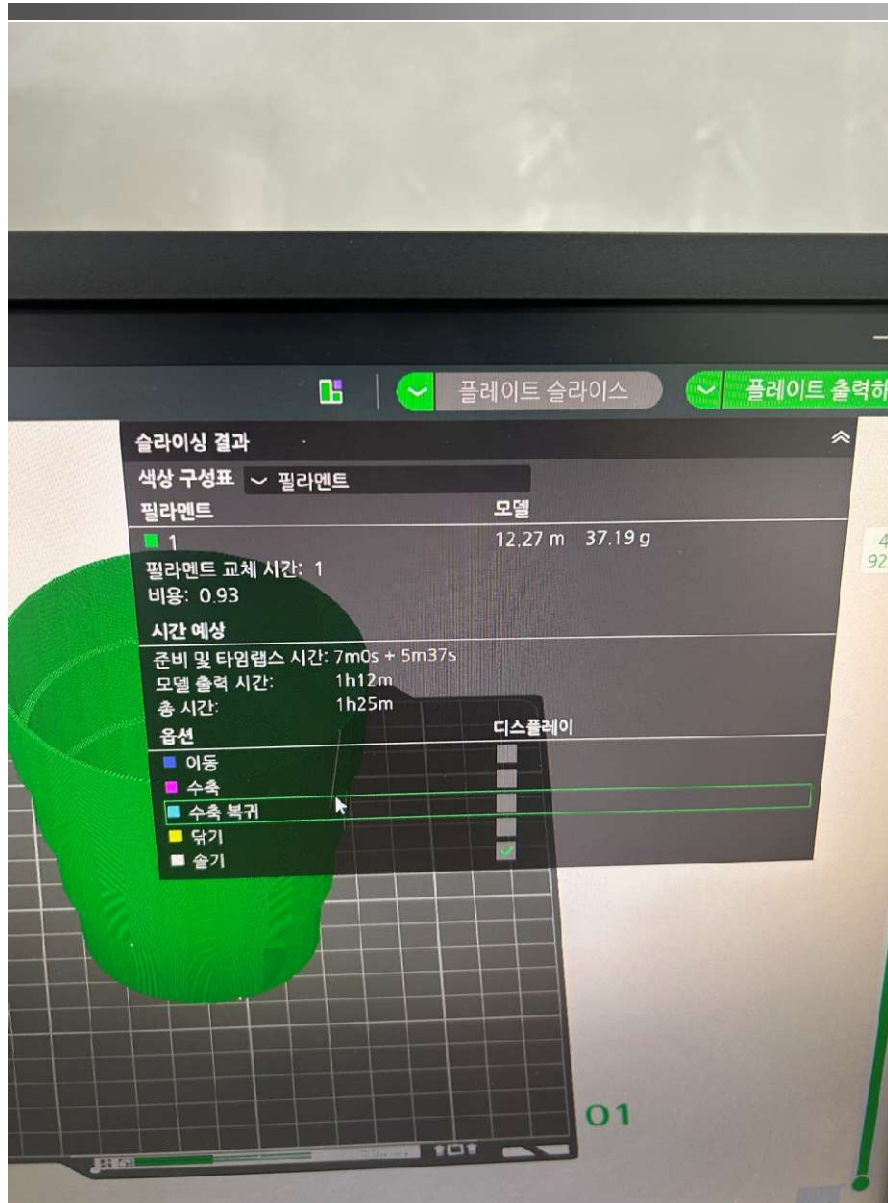 플레이트 슬라이스
플레이트 출력하
슬라이싱 결과
색상 구성표 필라멘트
필라멘트 모델
1 12.27 m 37.19 g
필라멘트 교체 시간: 1
비용: 0.93
시간 예상
준비 및 타임랩스 시간: 7m0s + 5m37s
모델 출력 시간: 1h12m
총 시간: 1h25m
옵션 디스플레이
이동
수축
수축 복귀
닦기
솔기
4
92
01